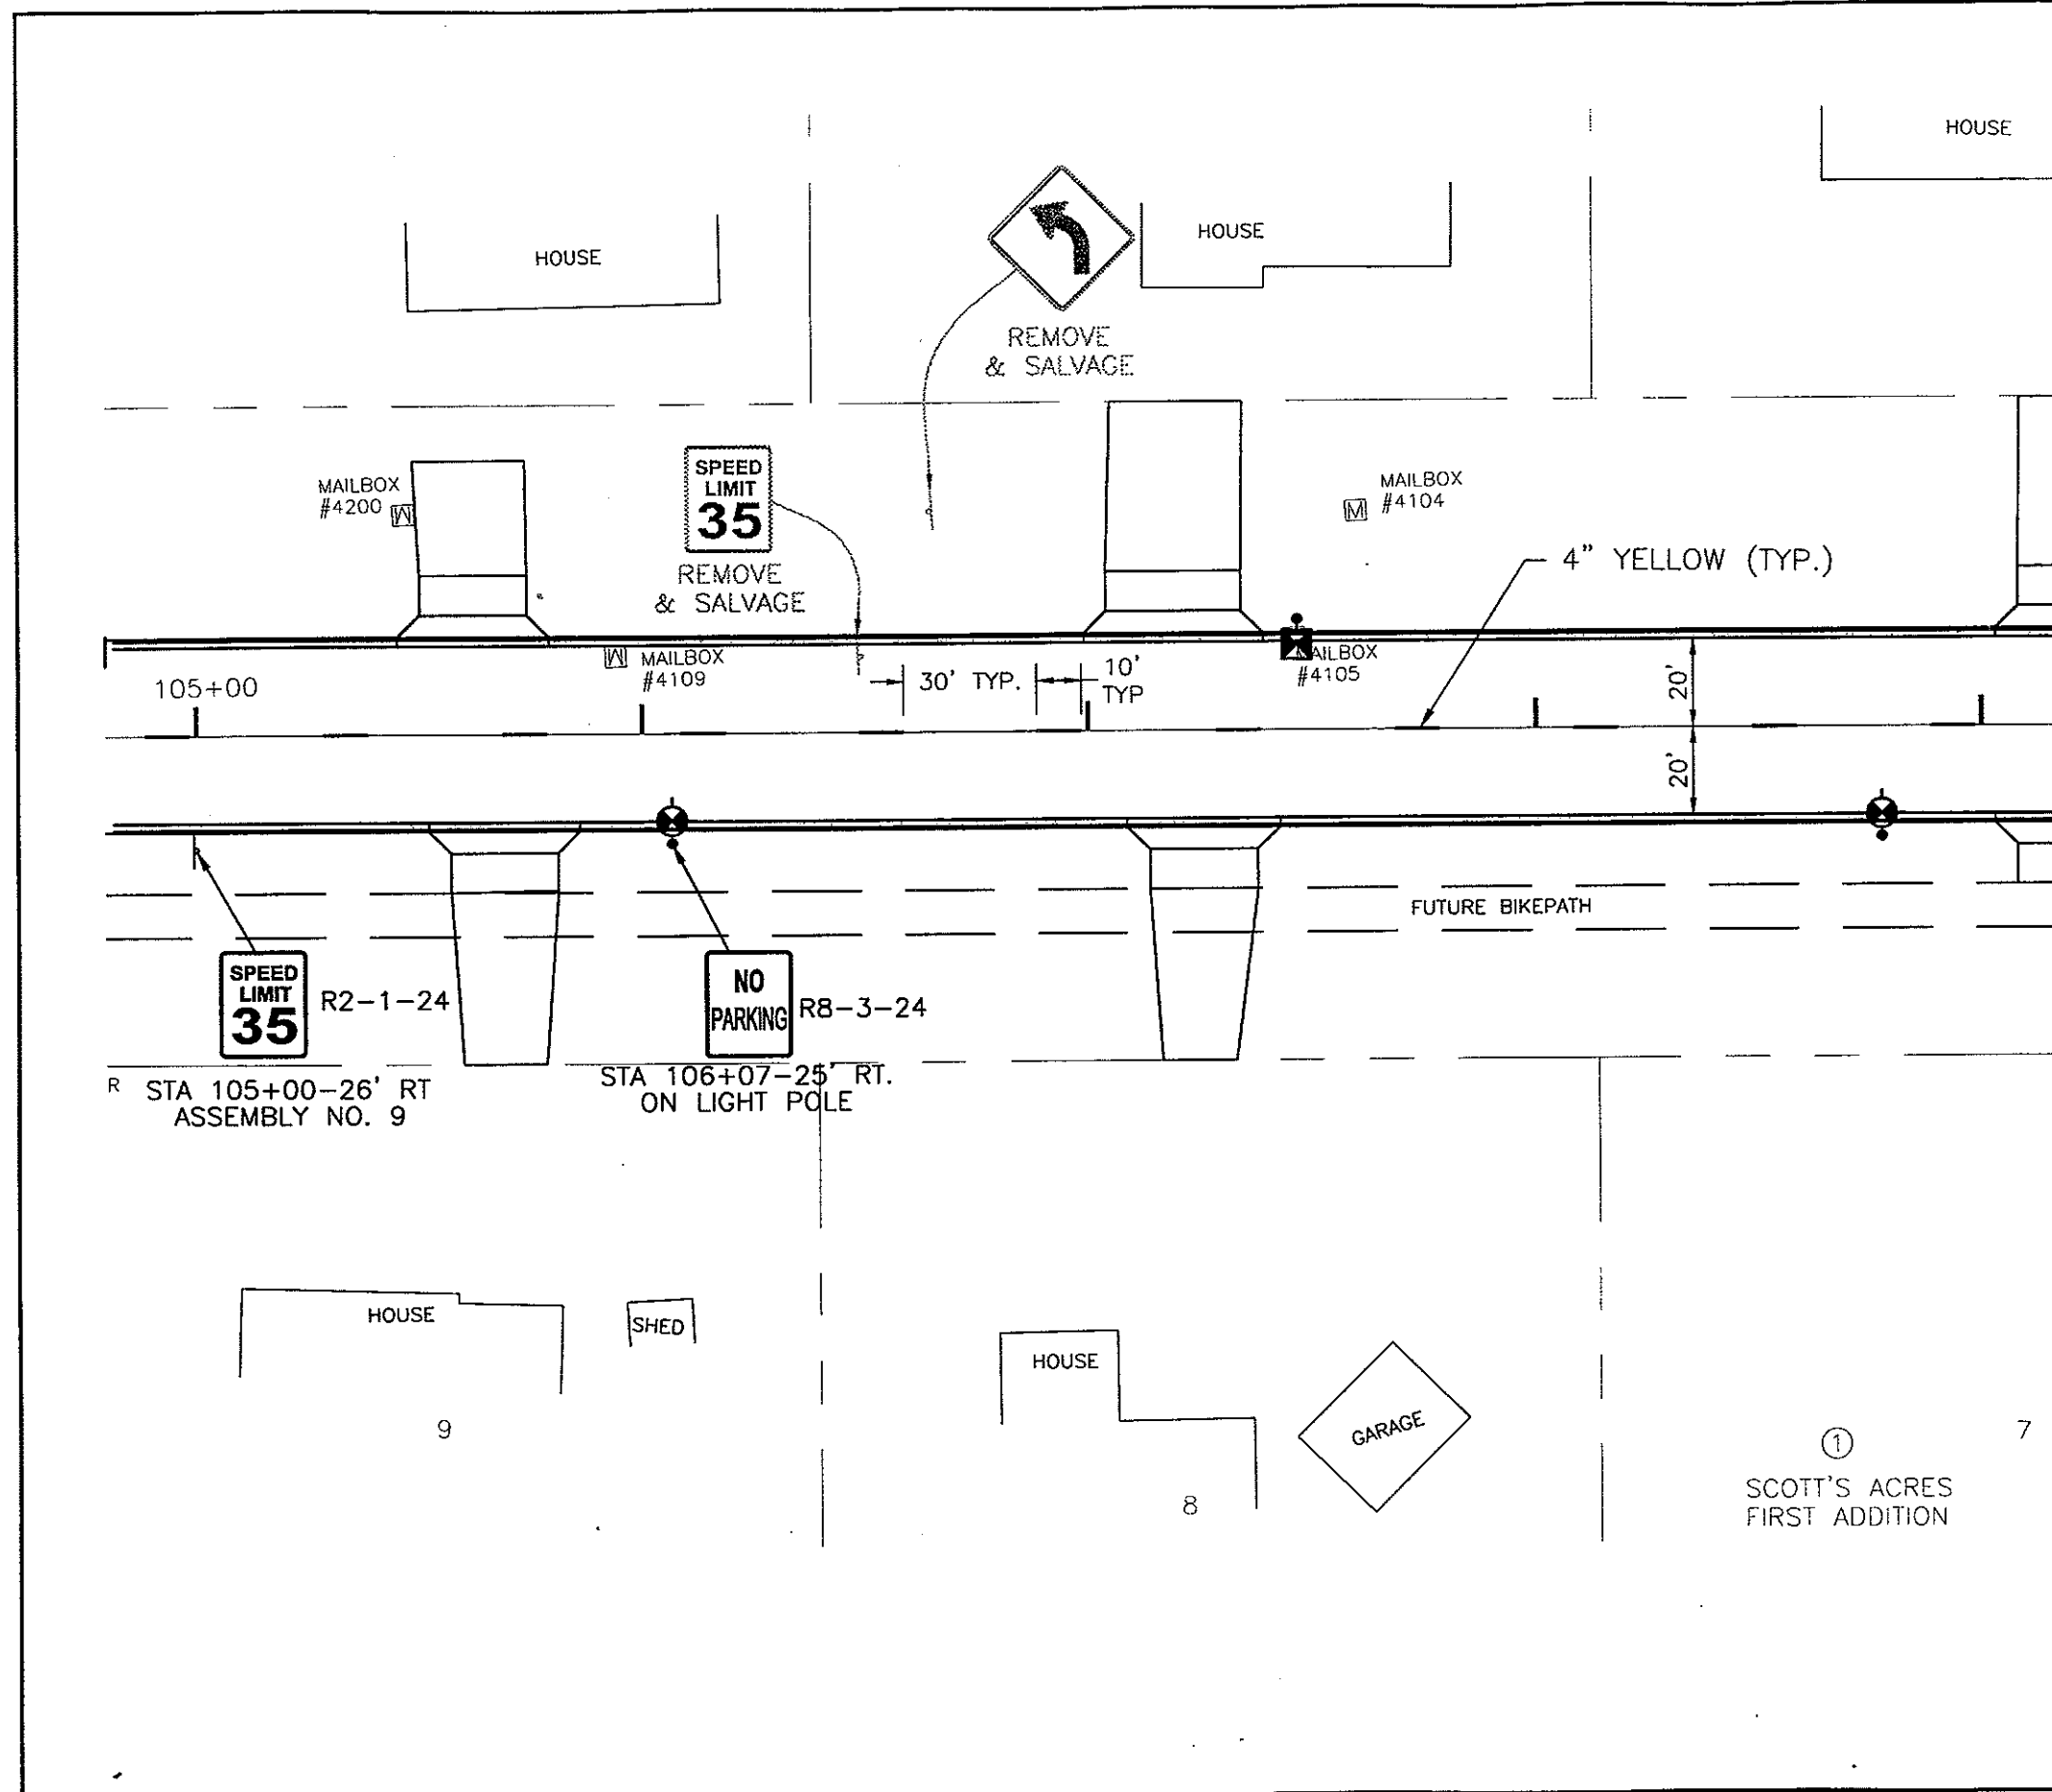 HOUSE
HOUSE
HOUSE
REMOVE
& SALVAGE
SPEED
LIMIT
35
REMOVE
& SALVAGE
MAILBOX
#4200
M
MAILBOX
#4104
M
4" YELLOW (TYP.)
M
MAILBOX
#4109
AILBOX
#4105
105+00
30' TYP.
10'
TYP
20'
20'
FUTURE BIKEPATH
SPEED
LIMIT
35
R2-1-24
NO
PARKING
R8-3-24
R
STA 105+00-26' RT
ASSEMBLY NO. 9
STA 106+07-25' RT.
ON LIGHT POLE
HOUSE
SHED
HOUSE
GARAGE
9
8
7
1
SCOTT'S ACRES
FIRST ADDITION